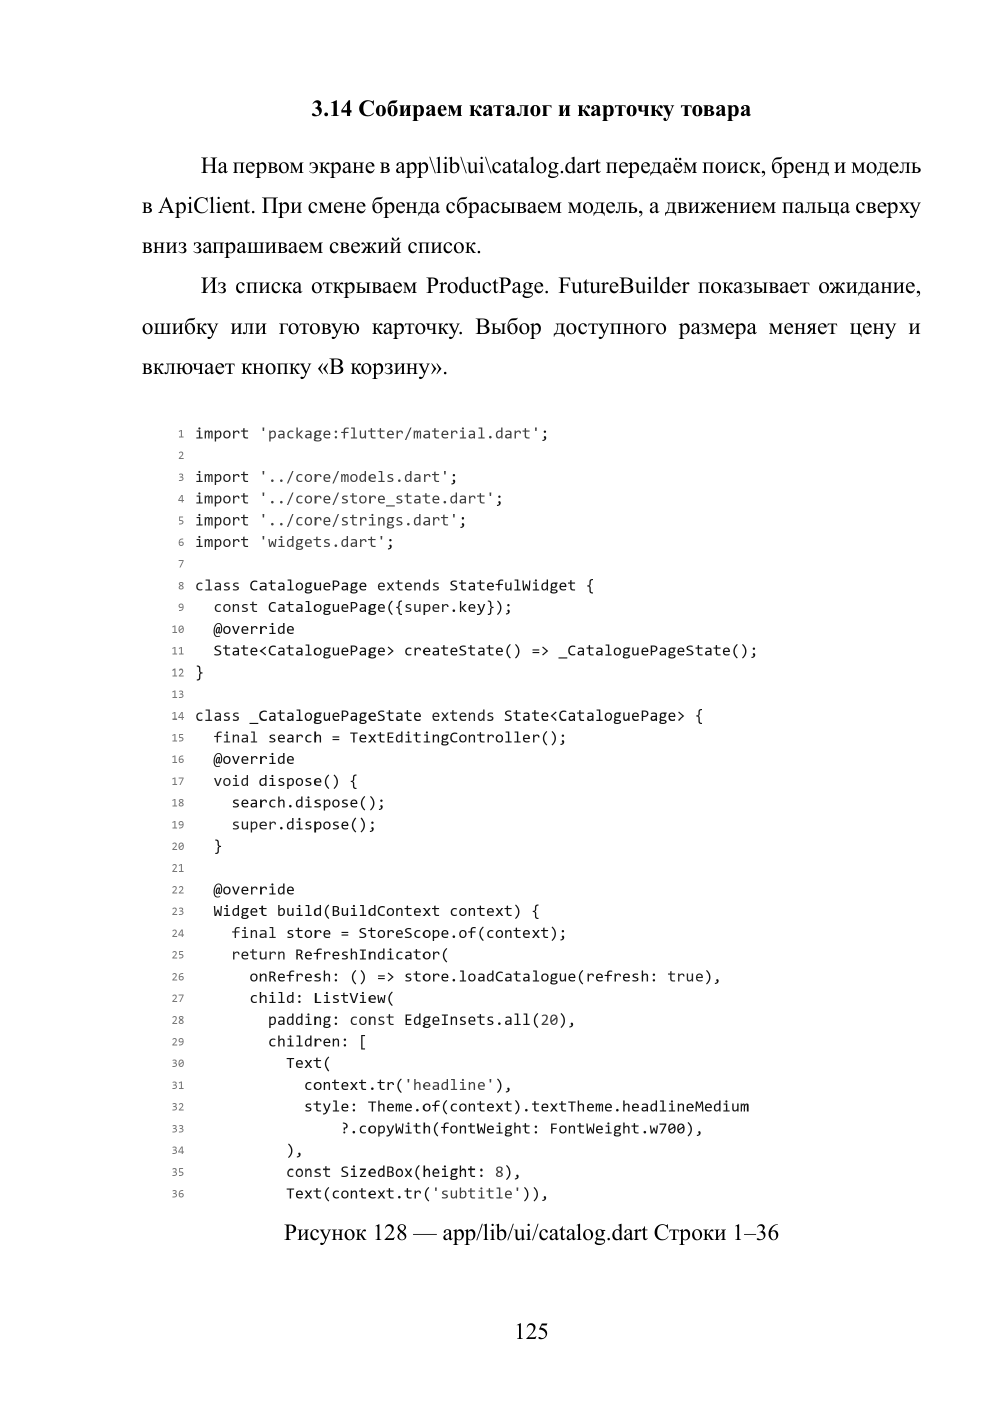 3.14 Собираем каталог и карточку товара
На первом экране в app\lib\ui\catalog.dart передаём поиск, бренд и модель
в ApiClient. При смене бренда сбрасываем модель, а движением пальца сверху
вниз запрашиваем свежий список.
Из списка открываем ProductPage. FutureBuilder показывает ожидание,
ошибку или готовую карточку. Выбор доступного размера меняет цену и
включает кнопку «В корзину».
1 import 'package:flutter/material.dart';
2
3 import '../core/models.dart';
4 import '../core/store_state.dart';
5 import '../core/strings.dart';
6 import 'widgets.dart';
7
8 class CataloguePage extends StatefulWidget {
9   const CataloguePage({super.key});
10   @override
11   State<CataloguePage> createState() => _CataloguePageState();
12 }
13
14 class _CataloguePageState extends State<CataloguePage> {
15   final search = TextEditingController();
16   @override
17   void dispose() {
18     search.dispose();
19     super.dispose();
20   }
21
22   @override
23   Widget build(BuildContext context) {
24     final store = StoreScope.of(context);
25     return RefreshIndicator(
26       onRefresh: () => store.loadCatalogue(refresh: true),
27       child: ListView(
28         padding: const EdgeInsets.all(20),
29         children: [
30           Text(
31             context.tr('headline'),
32             style: Theme.of(context).textTheme.headlineMedium
33                 ?.copyWith(fontWeight: FontWeight.w700),
34           ),
35           const SizedBox(height: 8),
36           Text(context.tr('subtitle')),
Рисунок 128 — app/lib/ui/catalog.dart Строки 1–36
125